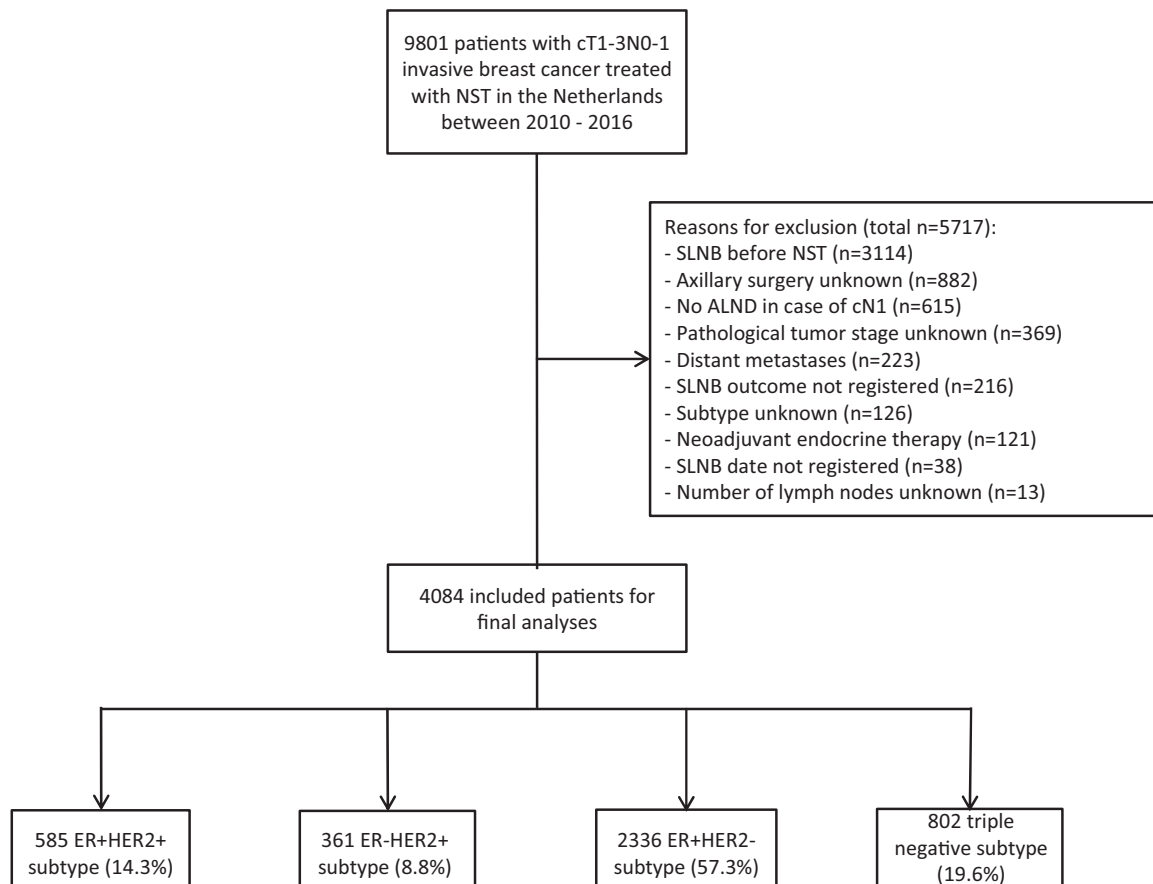 9801 patients with cT1-3N0-1
invasive breast cancer treated
with NST in the Netherlands
between 2010 - 2016
Reasons for exclusion (total n=5717):
- SLNB before NST (n=3114)
- Axillary surgery unknown (n=882)
- No ALND in case of cN1 (n=615)
- Pathological tumor stage unknown (n=369)
- Distant metastases (n=223)
- SLNB outcome not registered (n=216)
- Subtype unknown (n=126)
- Neoadjuvant endocrine therapy (n=121)
- SLNB date not registered (n=38)
- Number of lymph nodes unknown (n=13)
4084 included patients for
final analyses
585 ER+HER2+
subtype (14.3%)
361 ER-HER2+
subtype (8.8%)
2336 ER+HER2-
subtype (57.3%)
802 triple
negative subtype
(19.6%)